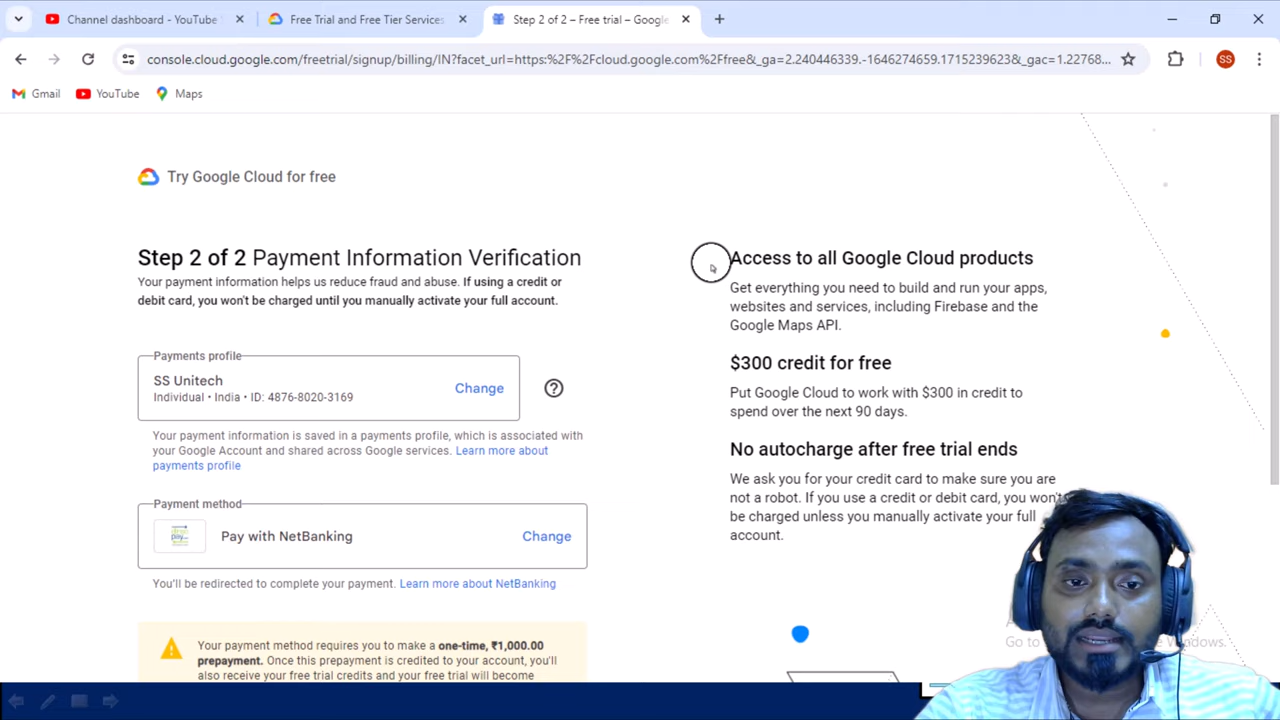 Channel dashboard - YouTube
Free Trial and Free Tier Services
Step 2 of 2 – Free trial – Google
console.cloud.google.com/freetrial/signup/billing/IN?facet_url=https:%2F%2Fcloud.google.com%2Ffree&_ga=2.240446339.-1646274659.1715239623&_gac=1.22768...
SS
Gmail
YouTube
Maps
Try Google Cloud for free
Step 2 of 2 Payment Information Verification
Your payment information helps us reduce fraud and abuse. If using a credit or
debit card, you won't be charged until you manually activate your full account.
Payments profile
SS Unitech
Individual • India • ID: 4876-8020-3169
Change
Your payment information is saved in a payments profile, which is associated with
your Google Account and shared across Google services. Learn more about
payments profile
Payment method
Pay with NetBanking
Change
You'll be redirected to complete your payment. Learn more about NetBanking
Your payment method requires you to make a one-time, ₹1,000.00
prepayment. Once this prepayment is credited to your account, you'll
also receive your free trial credits and your free trial will become
Access to all Google Cloud products
Get everything you need to build and run your apps,
websites and services, including Firebase and the
Google Maps API.
$300 credit for free
Put Google Cloud to work with $300 in credit to
spend over the next 90 days.
No autocharge after free trial ends
We ask you for your credit card to make sure you are
not a robot. If you use a credit or debit card, you won't
be charged unless you manually activate your full
account.
Go to
Windows.